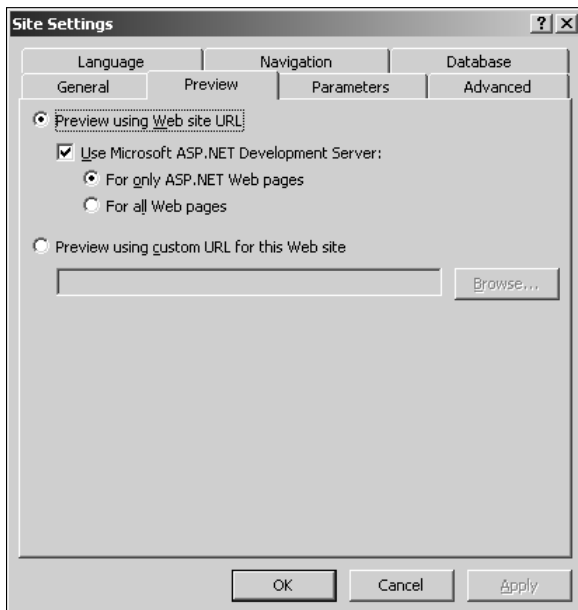 Site Settings
Language Navigation Database
General Preview Parameters Advanced
Preview using Web site URL
Use Microsoft ASP.NET Development Server:
For only ASP.NET Web pages
For all Web pages
Preview using custom URL for this Web site
Browse...
OK Cancel Apply